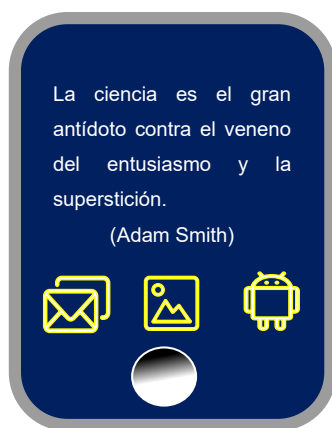 La ciencia es el gran
antídoto contra el veneno
del entusiasmo y la
superstición.
(Adam Smith)